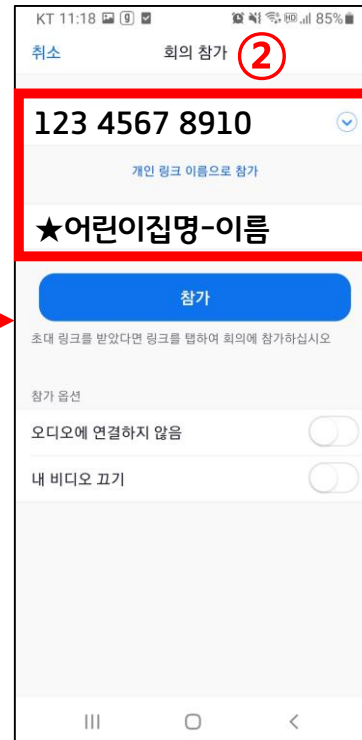 KT 11:18 9 HD 85%
취소 회의 참가 ②
123 4567 8910
개인 링크 이름으로 참가
★어린이집명-이름
참가
초대 링크를 받았다면 링크를 탭하여 회의에 참가하십시오
참가 옵션
오디오에 연결하지 않음
내 비디오 끄기